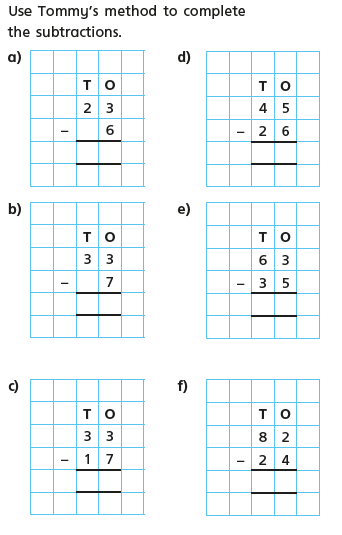 Use Tommy's method to complete
the subtractions.
a)
T O
2 3
– 6
d)
T O
4 5
– 2 6
b)
T O
3 3
– 7
e)
T O
6 3
– 3 5
c)
T O
3 3
– 1 7
f)
T O
8 2
– 2 4